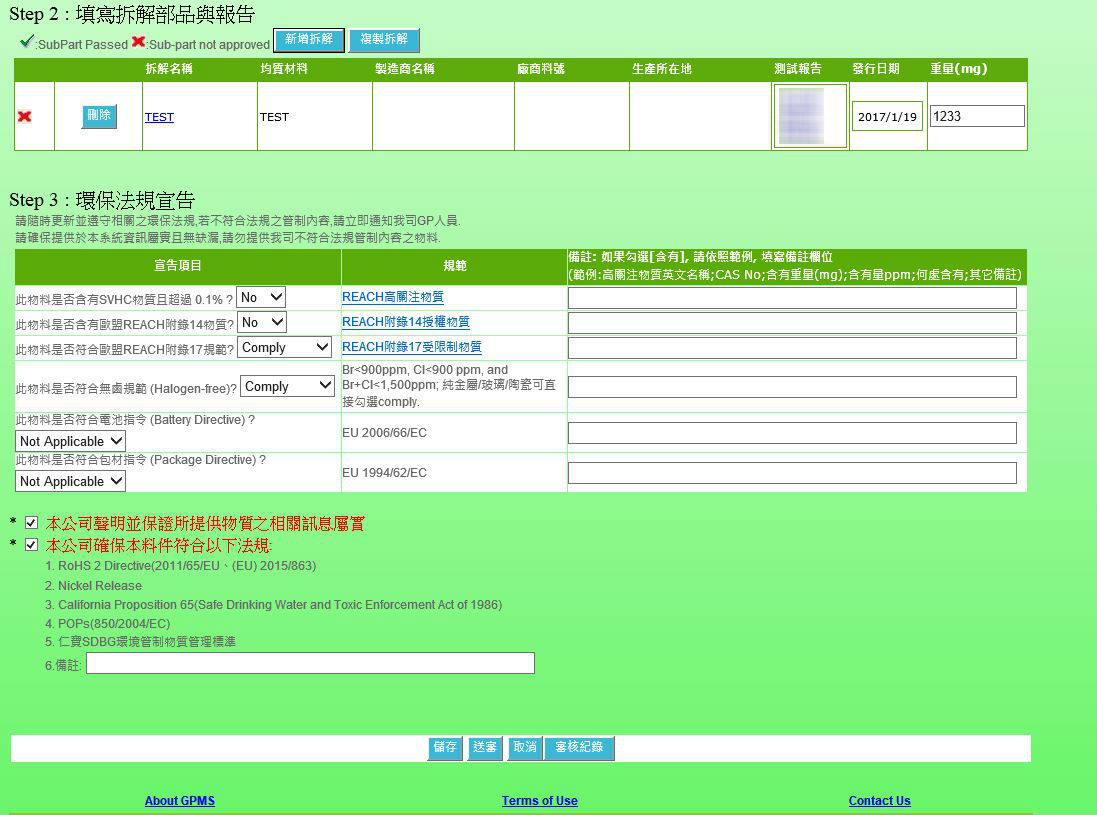 Step 2 : 填寫拆解部品與報告
:SubPart Passed :Sub-part not approved 新增拆解 複製拆解
拆解名稱 均質材料 製造商名稱 廠商料號 生產所在地 測試報告 發行日期 重量(mg)
刪除 TEST TEST 2017/1/19 1233
Step 3 : 環保法規宣告
請隨時更新並遵守相關之環保法規,若不符合法規之管制內容,請立即通知我司GP人員.
請確保提供於本系統資訊屬實且無缺漏,請勿提供我司不符合法規管制內容之物料.
宣告項目 規範 備註: 如果勾選[含有], 請依照範例, 填寫備註欄位
(範例:高關注物質英文名稱;CAS No;含有重量(mg);含有量ppm;何處含有;其它備註)
此物料是否含有SVHC物質且超過 0.1% ? No REACH高關注物質
此物料是否含有歐盟REACH附錄14物質? No REACH附錄14授權物質
此物料是否符合歐盟REACH附錄17規範? Comply REACH附錄17受限制物質
此物料是否符合無鹵規範 (Halogen-free)? Comply Br<900ppm, Cl<900 ppm, and
Br+Cl<1,500ppm; 純金屬/玻璃/陶瓷可直
接勾選comply.
此物料是否符合電池指令 (Battery Directive) ?
Not Applicable EU 2006/66/EC
此物料是否符合包材指令 (Package Directive) ?
Not Applicable EU 1994/62/EC
* 本公司聲明並保證所提供物質之相關訊息屬實
* 本公司確保本料件符合以下法規:
1. RoHS 2 Directive(2011/65/EU、(EU) 2015/863)
2. Nickel Release
3. California Proposition 65(Safe Drinking Water and Toxic Enforcement Act of 1986)
4. POPs(850/2004/EC)
5. 仁寶SDBG環境管制物質管理標準
6.備註:
儲存 送審 取消 審核紀錄
About GPMS Terms of Use Contact Us